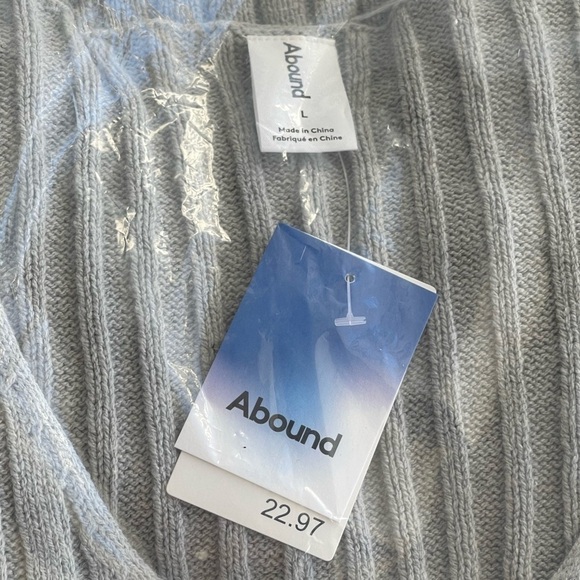 Abound
L
Made in China
Fabriqué en Chine
Abound
22.97